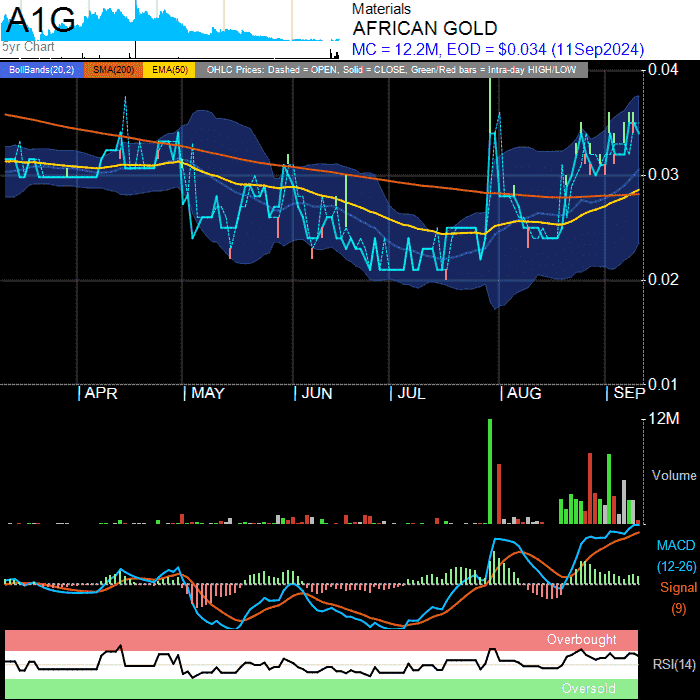 A1G
5yr Chart
Materials
AFRICAN GOLD
MC = 12.2M, EOD = $0.034 (11Sep2024)
BollBands(20,2) SMA(200) EMA(50) OHLC Prices: Dashed = OPEN, Solid = CLOSE, Green/Red bars = Intra-day HIGH/LOW
0.04
0.03
0.02
0.01
APR MAY JUN JUL AUG SEP
12M
Volume
MACD
(12-26)
Signal
(9)
Overbought
RSI(14)
Oversold